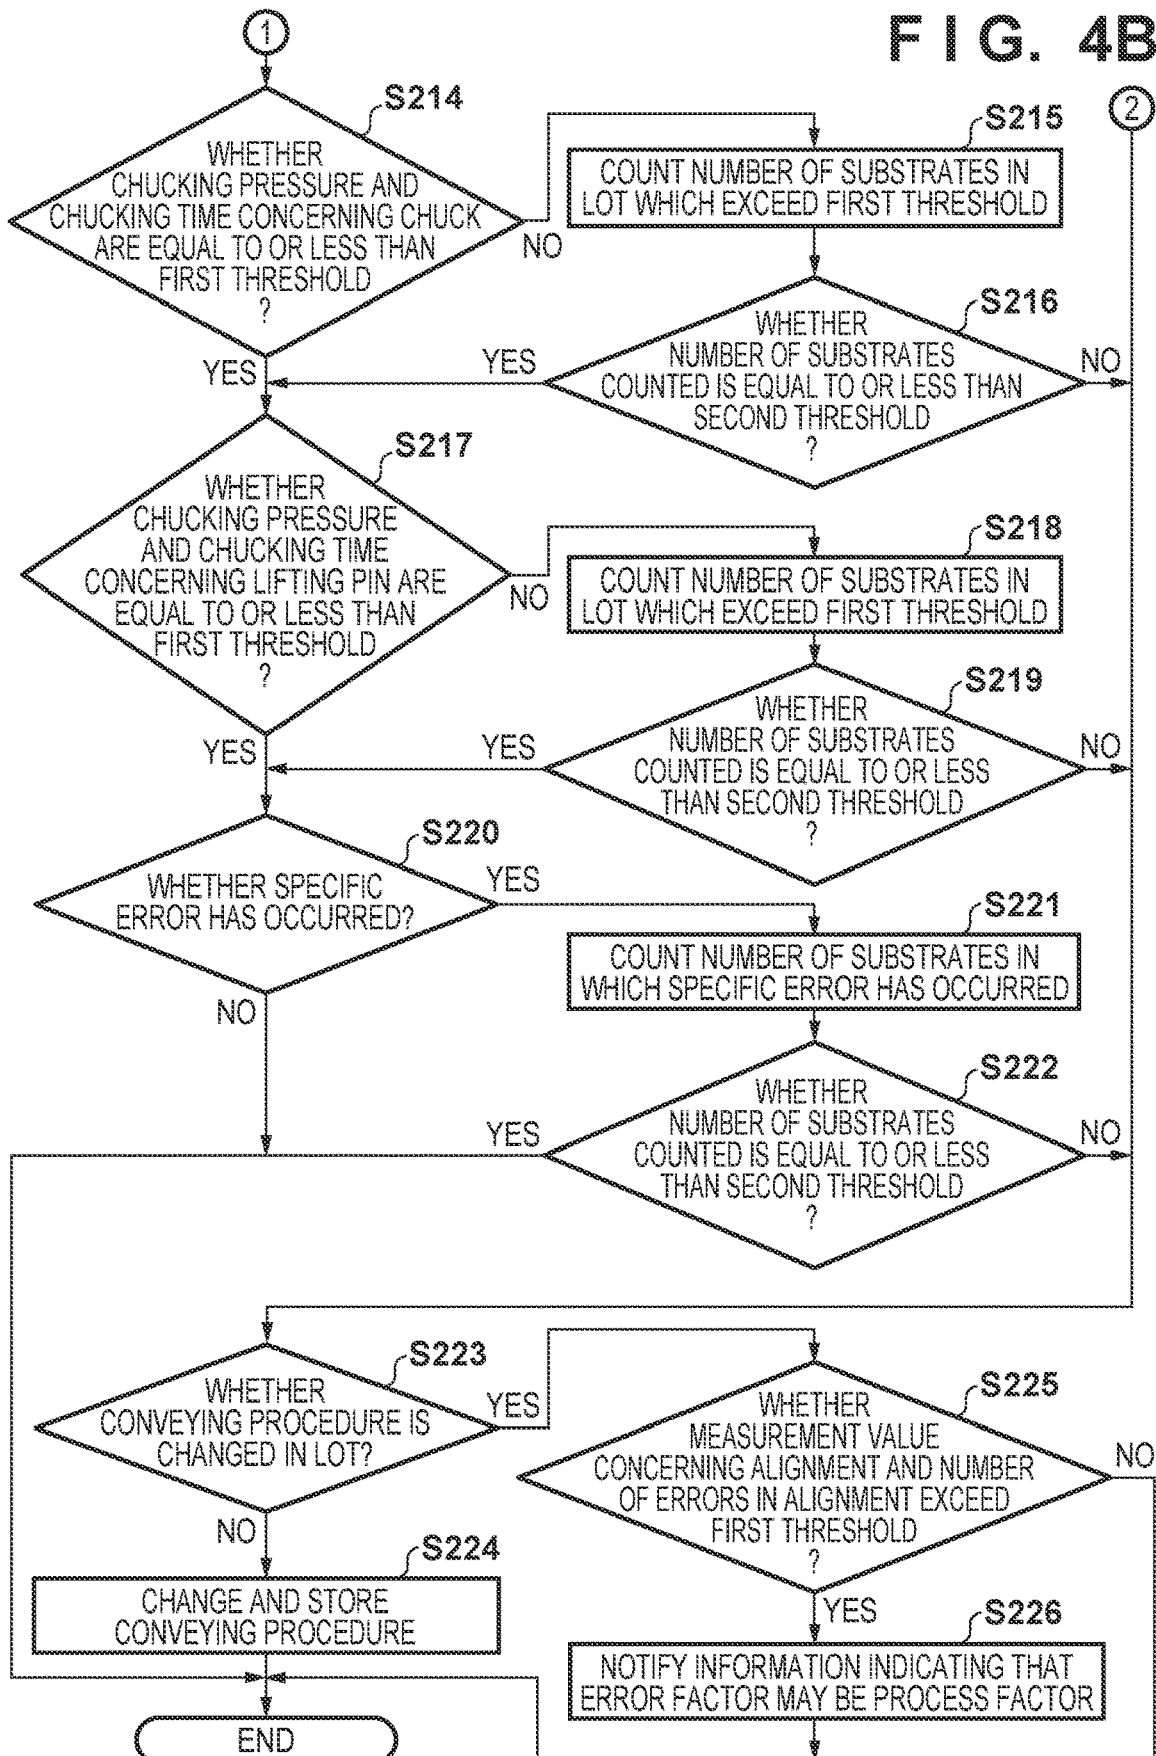 FIG. 4B
1
2
S214
WHETHER
CHUCKING PRESSURE AND
CHUCKING TIME CONCERNING CHUCK
ARE EQUAL TO OR LESS THAN
FIRST THRESHOLD
?
NO
YES
S215
COUNT NUMBER OF SUBSTRATES IN
LOT WHICH EXCEED FIRST THRESHOLD
S216
WHETHER
NUMBER OF SUBSTRATES
COUNTED IS EQUAL TO OR LESS THAN
SECOND THRESHOLD
?
YES
NO
S217
WHETHER
CHUCKING PRESSURE
AND CHUCKING TIME
CONCERNING LIFTING PIN ARE
EQUAL TO OR LESS THAN
FIRST THRESHOLD
?
NO
YES
S218
COUNT NUMBER OF SUBSTRATES IN
LOT WHICH EXCEED FIRST THRESHOLD
S219
WHETHER
NUMBER OF SUBSTRATES
COUNTED IS EQUAL TO OR LESS
THAN SECOND THRESHOLD
?
YES
NO
S220
WHETHER SPECIFIC
ERROR HAS OCCURRED?
YES
NO
S221
COUNT NUMBER OF SUBSTRATES IN
WHICH SPECIFIC ERROR HAS OCCURRED
S222
WHETHER
NUMBER OF SUBSTRATES
COUNTED IS EQUAL TO OR LESS
THAN SECOND THRESHOLD
?
YES
NO
S223
WHETHER
CONVEYING PROCEDURE IS
CHANGED IN LOT?
YES
NO
S224
CHANGE AND STORE
CONVEYING PROCEDURE
S225
WHETHER
MEASUREMENT VALUE
CONCERNING ALIGNMENT AND NUMBER
OF ERRORS IN ALIGNMENT EXCEED
FIRST THRESHOLD
?
NO
YES
S226
NOTIFY INFORMATION INDICATING THAT
ERROR FACTOR MAY BE PROCESS FACTOR
END